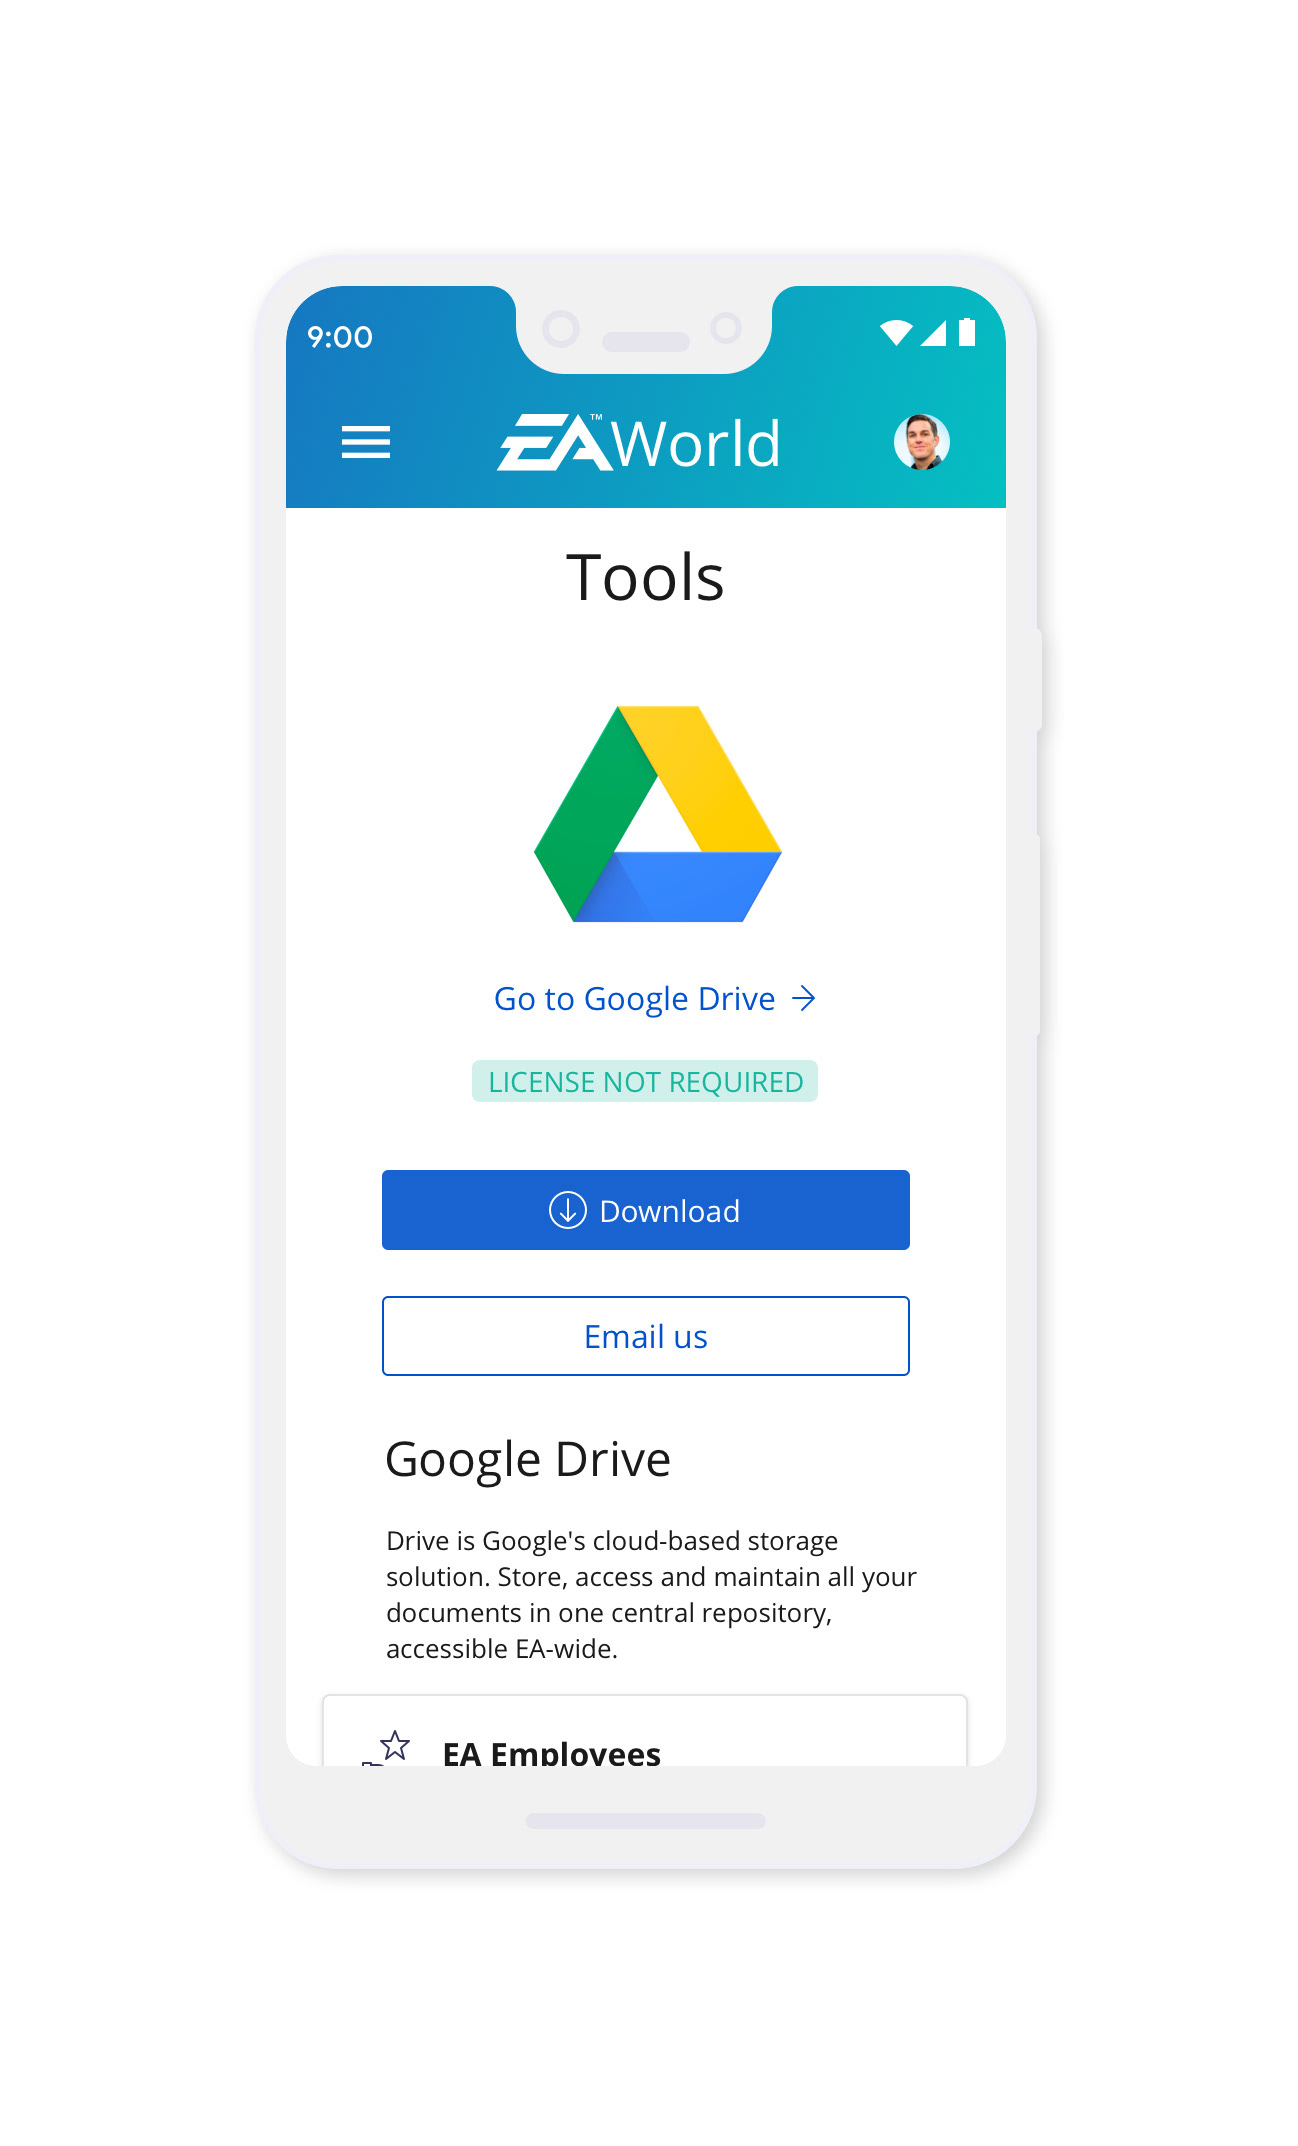 9:00
EA™ World
Tools
Go to Google Drive
LICENSE NOT REQUIRED
Download
Email us
Google Drive
Drive is Google's cloud-based storage
solution. Store, access and maintain all your
documents in one central repository,
accessible EA-wide.
EA Employees